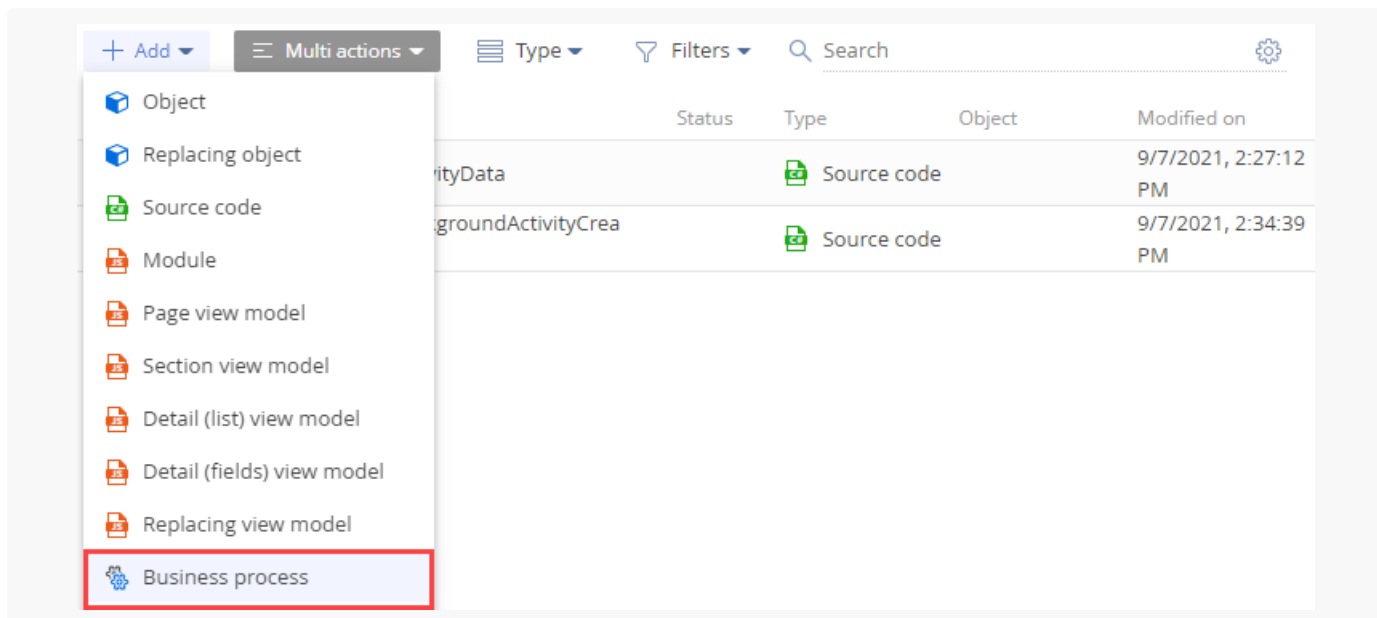 Add
Multi actions
Type
Filters
Search
Object
Replacing object
Source code
Module
Page view model
Section view model
Detail (list) view model
Detail (fields) view model
Replacing view model
Business process
Status Type Object Modified on
ityData Source code 9/7/2021, 2:27:12
PM
groundActivityCrea Source code 9/7/2021, 2:34:39
PM